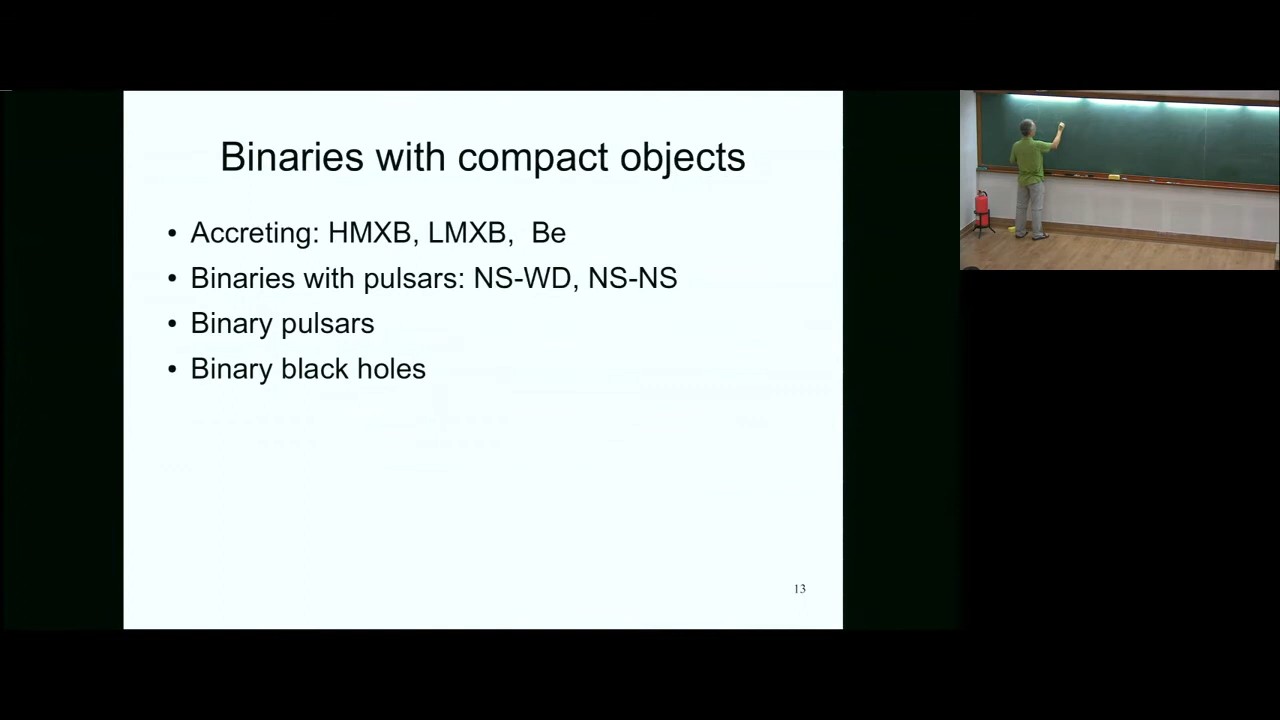 Binaries with compact objects
• Accreting: HMXB, LMXB, Be
• Binaries with pulsars: NS-WD, NS-NS
• Binary pulsars
• Binary black holes
13